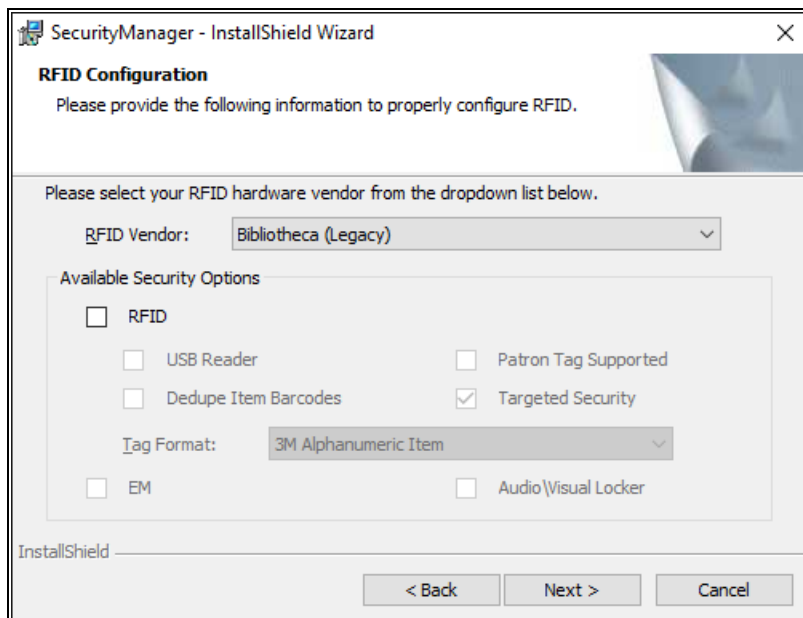 SecurityManager - InstallShield Wizard
RFID Configuration
Please provide the following information to properly configure RFID.
Please select your RFID hardware vendor from the dropdown list below.
RFID Vendor: Bibliotheca (Legacy)
Available Security Options
RFID
USB Reader Patron Tag Supported
Dedupe Item Barcodes Targeted Security
Tag Format: 3M Alphanumeric Item
EM Audio\Visual Locker
InstallShield
< Back Next > Cancel